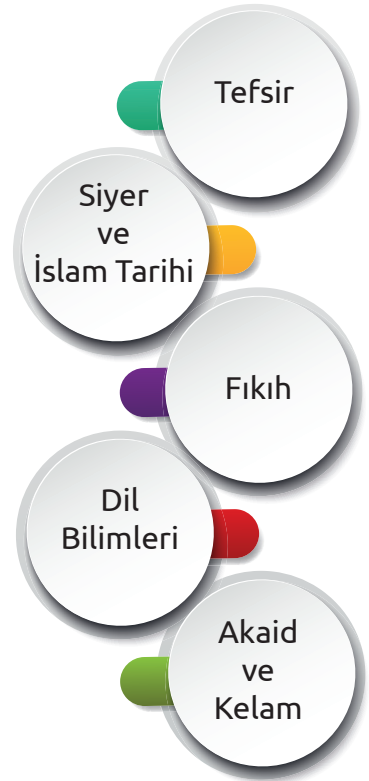 Tefsir
Siyer
ve
İslam Tarihi
Fıkıh
Dil
Bilimleri
Akaid
ve
Kelam